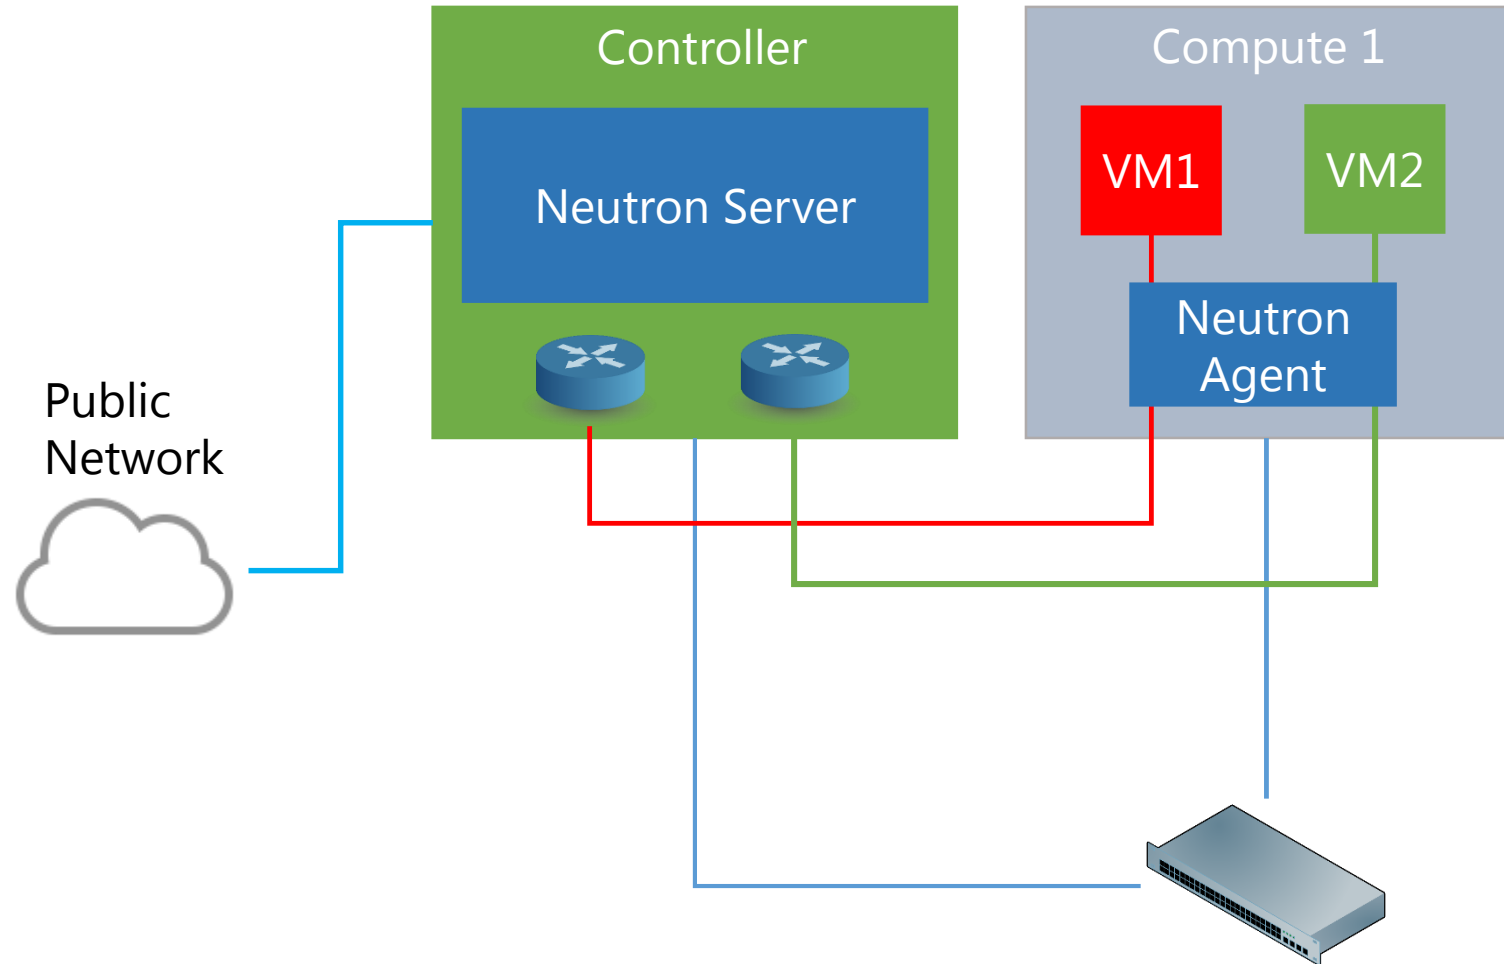 Controller
Compute 1
VM1
VM2
Neutron Server
Neutron
Agent
Public
Network